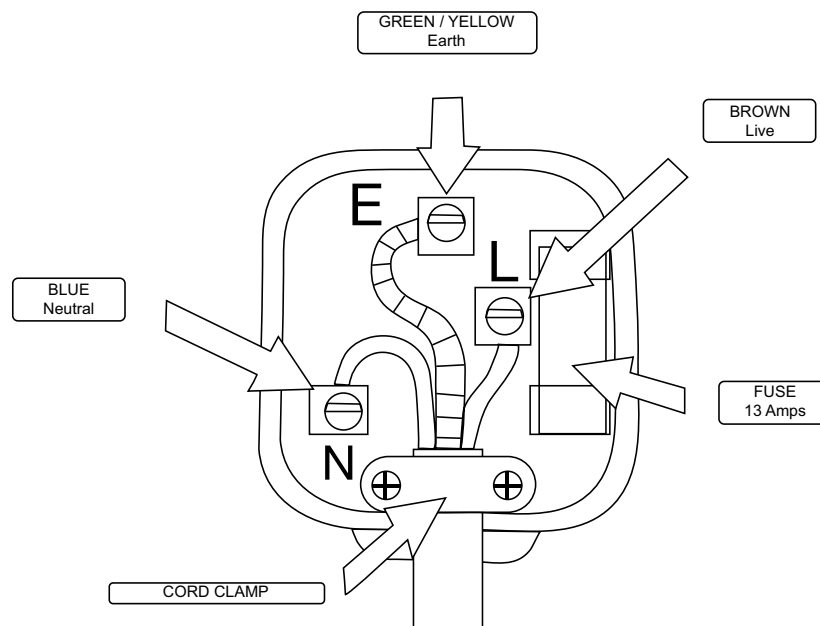 GREEN / YELLOW
Earth
BROWN
Live
E
L
BLUE
Neutral
FUSE
13 Amps
N
CORD CLAMP